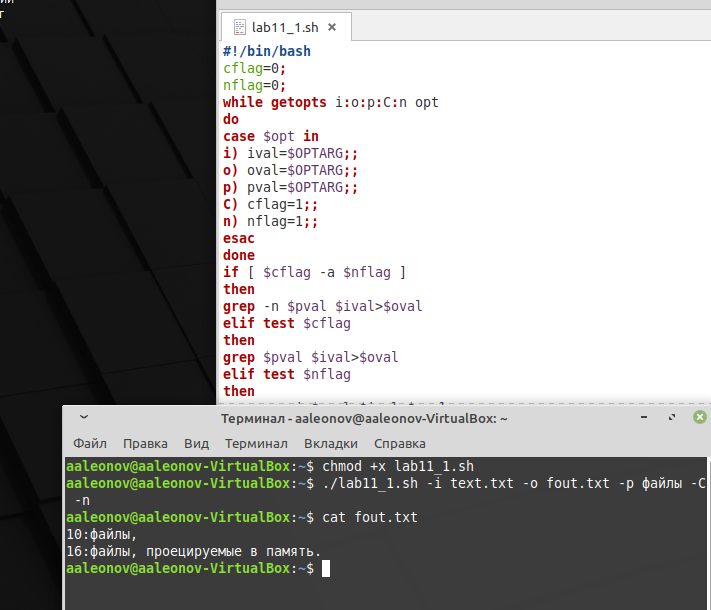 г
lab11_1.sh ×
#!/bin/bash
cflag=0;
nflag=0;
while getopts i:o:p:C:n opt
do
case $opt in
i) ival=$OPTARG;;
o) oval=$OPTARG;;
p) pval=$OPTARG;;
C) cflag=1;;
n) nflag=1;;
esac
done
if [ $cflag -a $nflag ]
then
grep -n $pval $ival>$oval
elif test $cflag
then
grep $pval $ival>$oval
elif test $nflag
then
Терминал - aaleonov@aaleonov-VirtualBox: ~
Файл Правка Вид Терминал Вкладки Справка
aaleonov@aaleonov-VirtualBox:~$ chmod +x lab11_1.sh
aaleonov@aaleonov-VirtualBox:~$ ./lab11_1.sh -i text.txt -o fout.txt -p файлы -C
-n
aaleonov@aaleonov-VirtualBox:~$ cat fout.txt
10:файлы,
16:файлы, проецируемые в память.
aaleonov@aaleonov-VirtualBox:~$